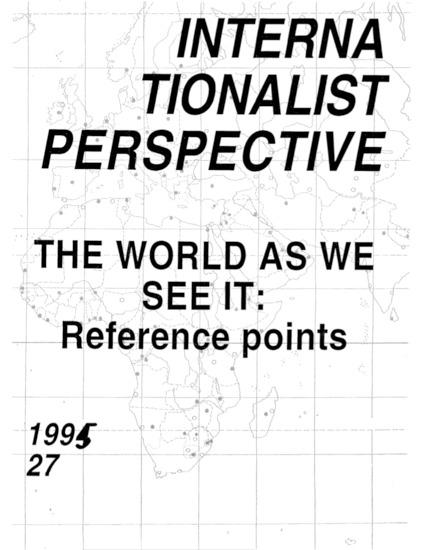 INTERNA
TIONALIST
PERSPECTIVE
THE WORLD AS WE
SEE IT:
Reference points
1995
27